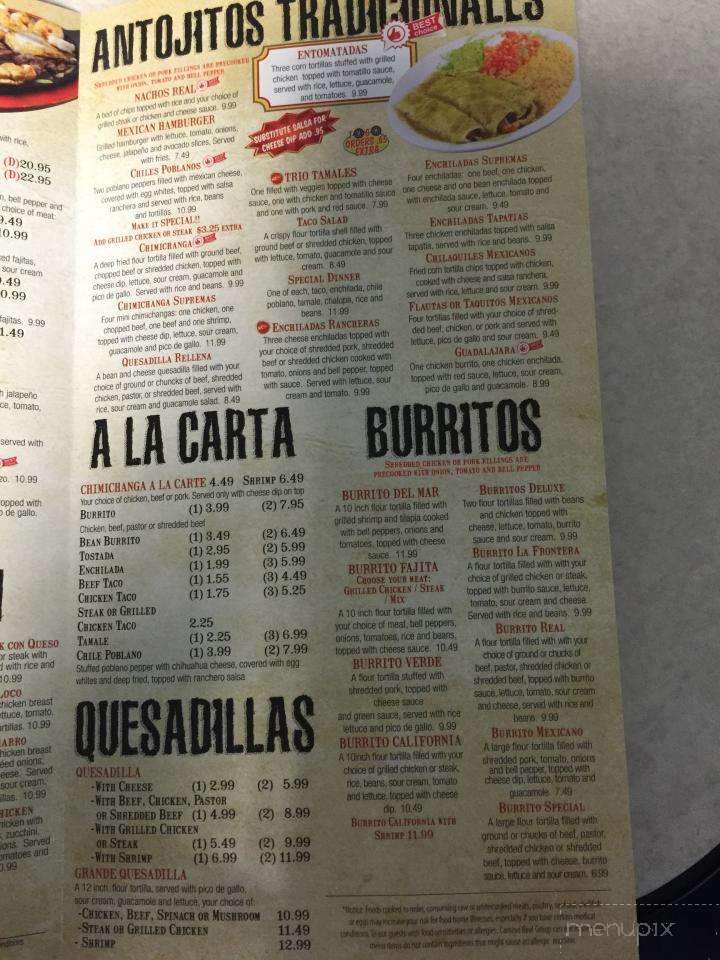 (D)20.95
(D)22.95
bell pepper and
choice of meat.
ANTOJITOS TRADICIONALES
SHREDDED CHICKEN OR PORK FILLINGS ARE PRECOOKED
WITH ONION, TOMATO AND BELL PEPPER
NACHOS REAL
A bed of chips topped with rice and your choice of
grilled steak or chicken and cheese sauce. 9.99
MEXICAN HAMBURGER
Grilled hamburger with lettuce, tomato, onions,
cheese, jalapeño and avocado slices. Served
with fries. 7.49
CHILES POBLANOS
Two poblano peppers filled with mexican cheese,
covered with egg whites, topped with salsa
ranchera and served with rice, beans
and tortillas. 10.99
MAKE IT SPECIAL!!
ADD GRILLED CHICKEN OR STEAK $3.25 EXTRA
CHIMICHANGA
A deep fried flour tortilla filled with ground beef,
chopped beef or shredded chicken, topped with
cheese dip, lettuce, sour cream, guacamole and
pico de gallo. Served with rice and beans. 9.99
CHIMICHANGA SUPREMAS
Four mini chimichangas: one chicken, one
chopped beef, one beef and one shrimp,
topped with cheese dip, lettuce, sour cream,
guacamole and pico de gallo. 11.99
QUESADILLA RELLENA
A bean and cheese quesadilla filled with your
choice of ground or chuncks of beef, shredded
chicken, pastor or shredded beef, served with
rice, sour cream and guacamole salad. 8.49
BEST
choice
ENTOMATADAS
Three corn tortillas stuffed with grilled
chicken topped with tomatillo sauce,
served with rice, lettuce, guacamole,
and tomatoes. 9.99
SUBSTITUTE SALSA FOR
CHEESE DIP ADD .95
ORDERS .65
EXTRA
TRIO TAMALES
One filled with veggies topped with cheese
sauce, one with chicken and tomatillo sauce
and one with pork and red sauce. 7.99
TACO SALAD
A crispy flour tortilla shell filled with
ground beef or shredded chicken, topped
with lettuce, tomato, guacamole and sour
cream. 8.49
SPECIAL DINNER
One of each, taco, enchilada, chile
poblano, tamale, chalupa, rice and
beans. 11.99
ENCHILADAS RANCHERAS
Three cheese enchiladas topped with
your choice of shredded pork, shredded
beef or shredded chicken cooked with
tomato, onions and bell pepper, topped
with sauce. Served with lettuce, sour
cream and tomato. 9.99
ENCHILADAS SUPREMAS
Four enchiladas: one beef, one chicken,
one cheese and one bean enchilada topped
with enchilada sauce, lettuce, tomato and
sour cream. 9.49
ENCHILADAS TAPATIAS
Three chicken enchiladas topped with salsa
tapatia, served with rice and beans. 9.99
CHILAQUILES MEXICANOS
Fried corn tortilla chips topped with chicken,
cooked with cheese and salsa ranchera,
served with rice, lettuce and sour cream. 9.99
FLAUTAS OR TAQUITOS MEXICANOS
Four tortillas filled with your choice of shred-
ded beef, chicken, or pork and served with
lettuce, pico de gallo and sour cream. 9.49
GUADALAJARA
One chicken burrito, one chicken enchilada,
topped with red sauce, lettuce, sour cream,
pico de gallo and guacamole. 8.99
A LA CARTA
CHIMICHANGA A LA CARTE 4.49 SHRIMP 6.49
Your choice of chicken, beef or pork. Served only with cheese dip on top
BURRITO (1) 3.99 (2) 7.95
Chicken, beef, pastor or shredded beef
BEAN BURRITO (1) 3.49 (2) 6.49
TOSTADA (1) 2.95 (2) 5.99
ENCHILADA (1) 1.99 (3) 5.99
BEEF TACO (1) 1.55 (3) 4.49
CHICKEN TACO (1) 1.75 (3) 5.25
STEAK OR GRILLED
CHICKEN TACO 2.25
TAMALE (1) 2.25 (3) 6.99
CHILE POBLANO (1) 3.99 (2) 7.99
Stuffed poblano pepper with chihuahua cheese, covered with egg
whites and deep fried, topped with ranchero salsa
QUESADILLAS
QUESADILLA
-WITH CHEESE (1) 2.99 (2) 5.99
-WITH BEEF, CHICKEN, PASTOR
OR SHREDDED BEEF (1) 4.99 (2) 8.99
-WITH GRILLED CHICKEN
OR STEAK (1) 5.49 (2) 9.99
-WITH SHRIMP (1) 6.99 (2) 11.99
GRANDE QUESADILLA
A 12 inch. flour tortilla, served with pico de gallo,
sour cream, guacamole and lettuce, your choice of:
-CHICKEN, BEEF, SPINACH OR MUSHROOM 10.99
-STEAK OR GRILLED CHICKEN 11.49
- SHRIMP 12.99
BURRITOS
SHREDDED CHICKEN OR PORK FILLINGS ARE
PRECOOKED WITH ONION, TOMATO AND BELL PEPPER
BURRITO DEL MAR
A 10 inch flour tortilla filled with
grilled shrimp and tilapia cooked
with bell peppers, onions and
tomatoes, topped with cheese
sauce. 11.99
BURRITO FAJITA
CHOOSE YOUR MEAT:
GRILLED CHICKEN / STEAK
/ MIX
A 10 inch flour tortilla filled with
your choice of meat, bell peppers,
onions, tomatoes, rice and beans,
topped with cheese sauce. 10.49
BURRITO VERDE
A flour tortilla stuffed with
shredded pork, topped with
cheese sauce
and green sauce, served with rice
lettuce and pico de gallo. 9.99
BURRITO CALIFORNIA
A 10inch flour tortilla filled with your
choice of grilled chicken or steak,
rice, beans, sour cream, tomato
and lettuce, topped with cheese
dip. 10.49
BURRITO CALIFORNIA WITH
SHRIMP 11.99
BURRITOS DELUXE
Two flour tortillas filled with beans
and chicken topped with
cheese, lettuce, tomato, burrito
sauce and sour cream. 9.99
BURRITO LA FRONTERA
A flour tortilla filled with with your
choice of grilled chicken or steak,
topped with burrito sauce, lettuce,
tomato, sour cream and cheese.
Served with rice and beans. 9.99
BURRITO REAL
A flour tortilla filled with with your
choice of ground or chucks of
beef, pastor, shredded chicken or
shredded beef, topped with burrito
sauce, lettuce, tomato, sour cream
and cheese, served with rice and
beans. 9.99
BURRITO MEXICANO
A large flour tortilla filled with
shredded pork, tomato, onions
and bell pepper, topped with
cheese dip, lettuce, tomato and
guacamole. 7.49
BURRITO SPECIAL
A large flour tortilla filled with
ground or chucks of beef, pastor,
shredded chicken or shredded
beef, topped with cheese, burrito
sauce, lettuce and sour cream. 6.99
menupix